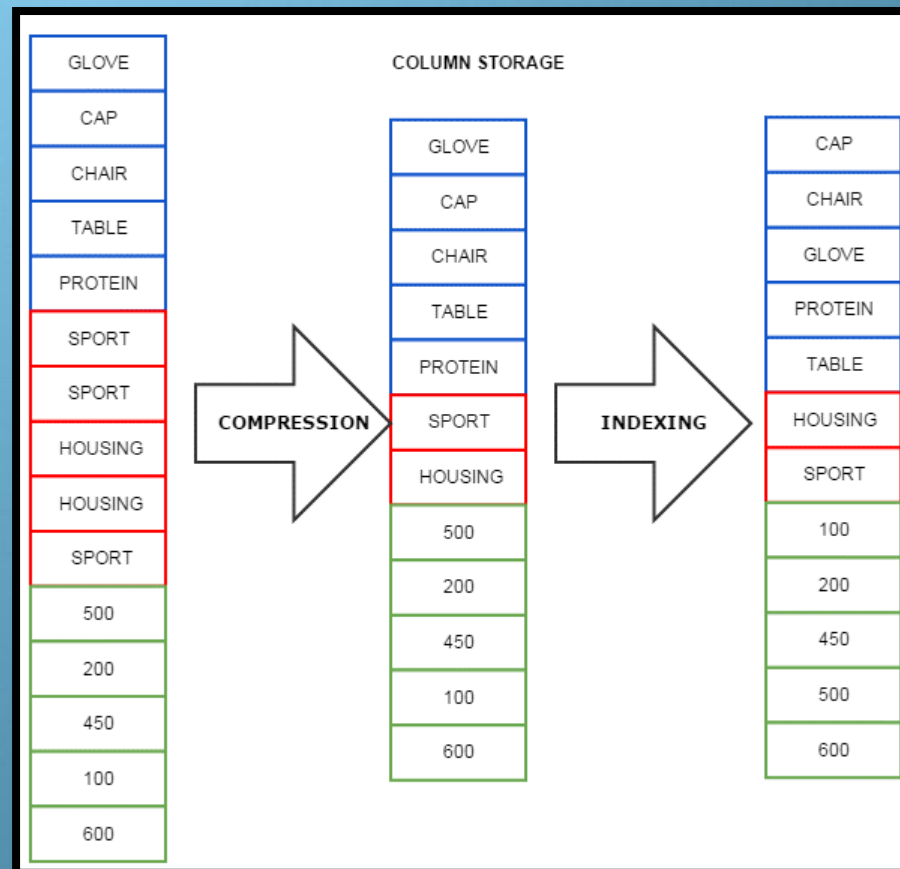 COLUMN STORAGE
GLOVE
CAP
CHAIR
TABLE
PROTEIN
SPORT
SPORT
HOUSING
HOUSING
SPORT
500
200
450
100
600
COMPRESSION
GLOVE
CAP
CHAIR
TABLE
PROTEIN
SPORT
HOUSING
500
200
450
100
600
INDEXING
CAP
CHAIR
GLOVE
PROTEIN
TABLE
HOUSING
SPORT
100
200
450
500
600